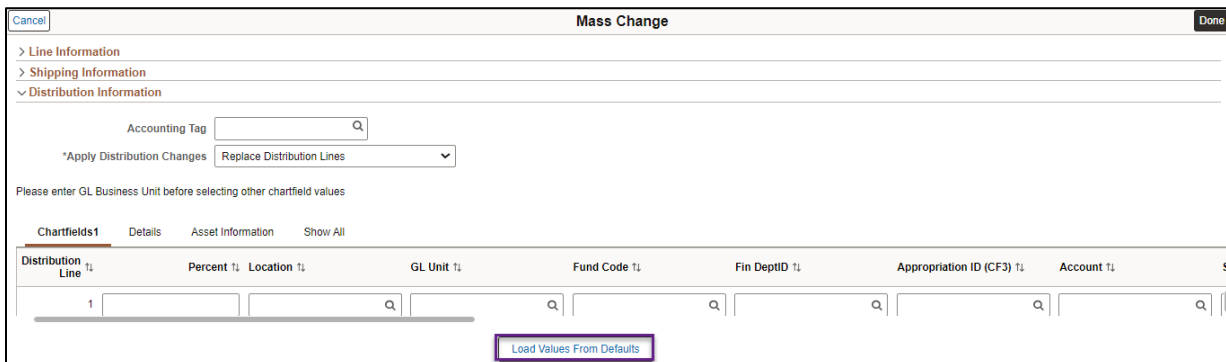 Cancel Mass Change Done
Line Information
Shipping Information
Distribution Information
Accounting Tag
*Apply Distribution Changes Replace Distribution Lines
Please enter GL Business Unit before selecting other chartfield values
Chartfields1 Details Asset Information Show All
Distribution Line Percent Location GL Unit Fund Code Fin DeptID Appropriation ID (CF3) Account
1
Load Values From Defaults